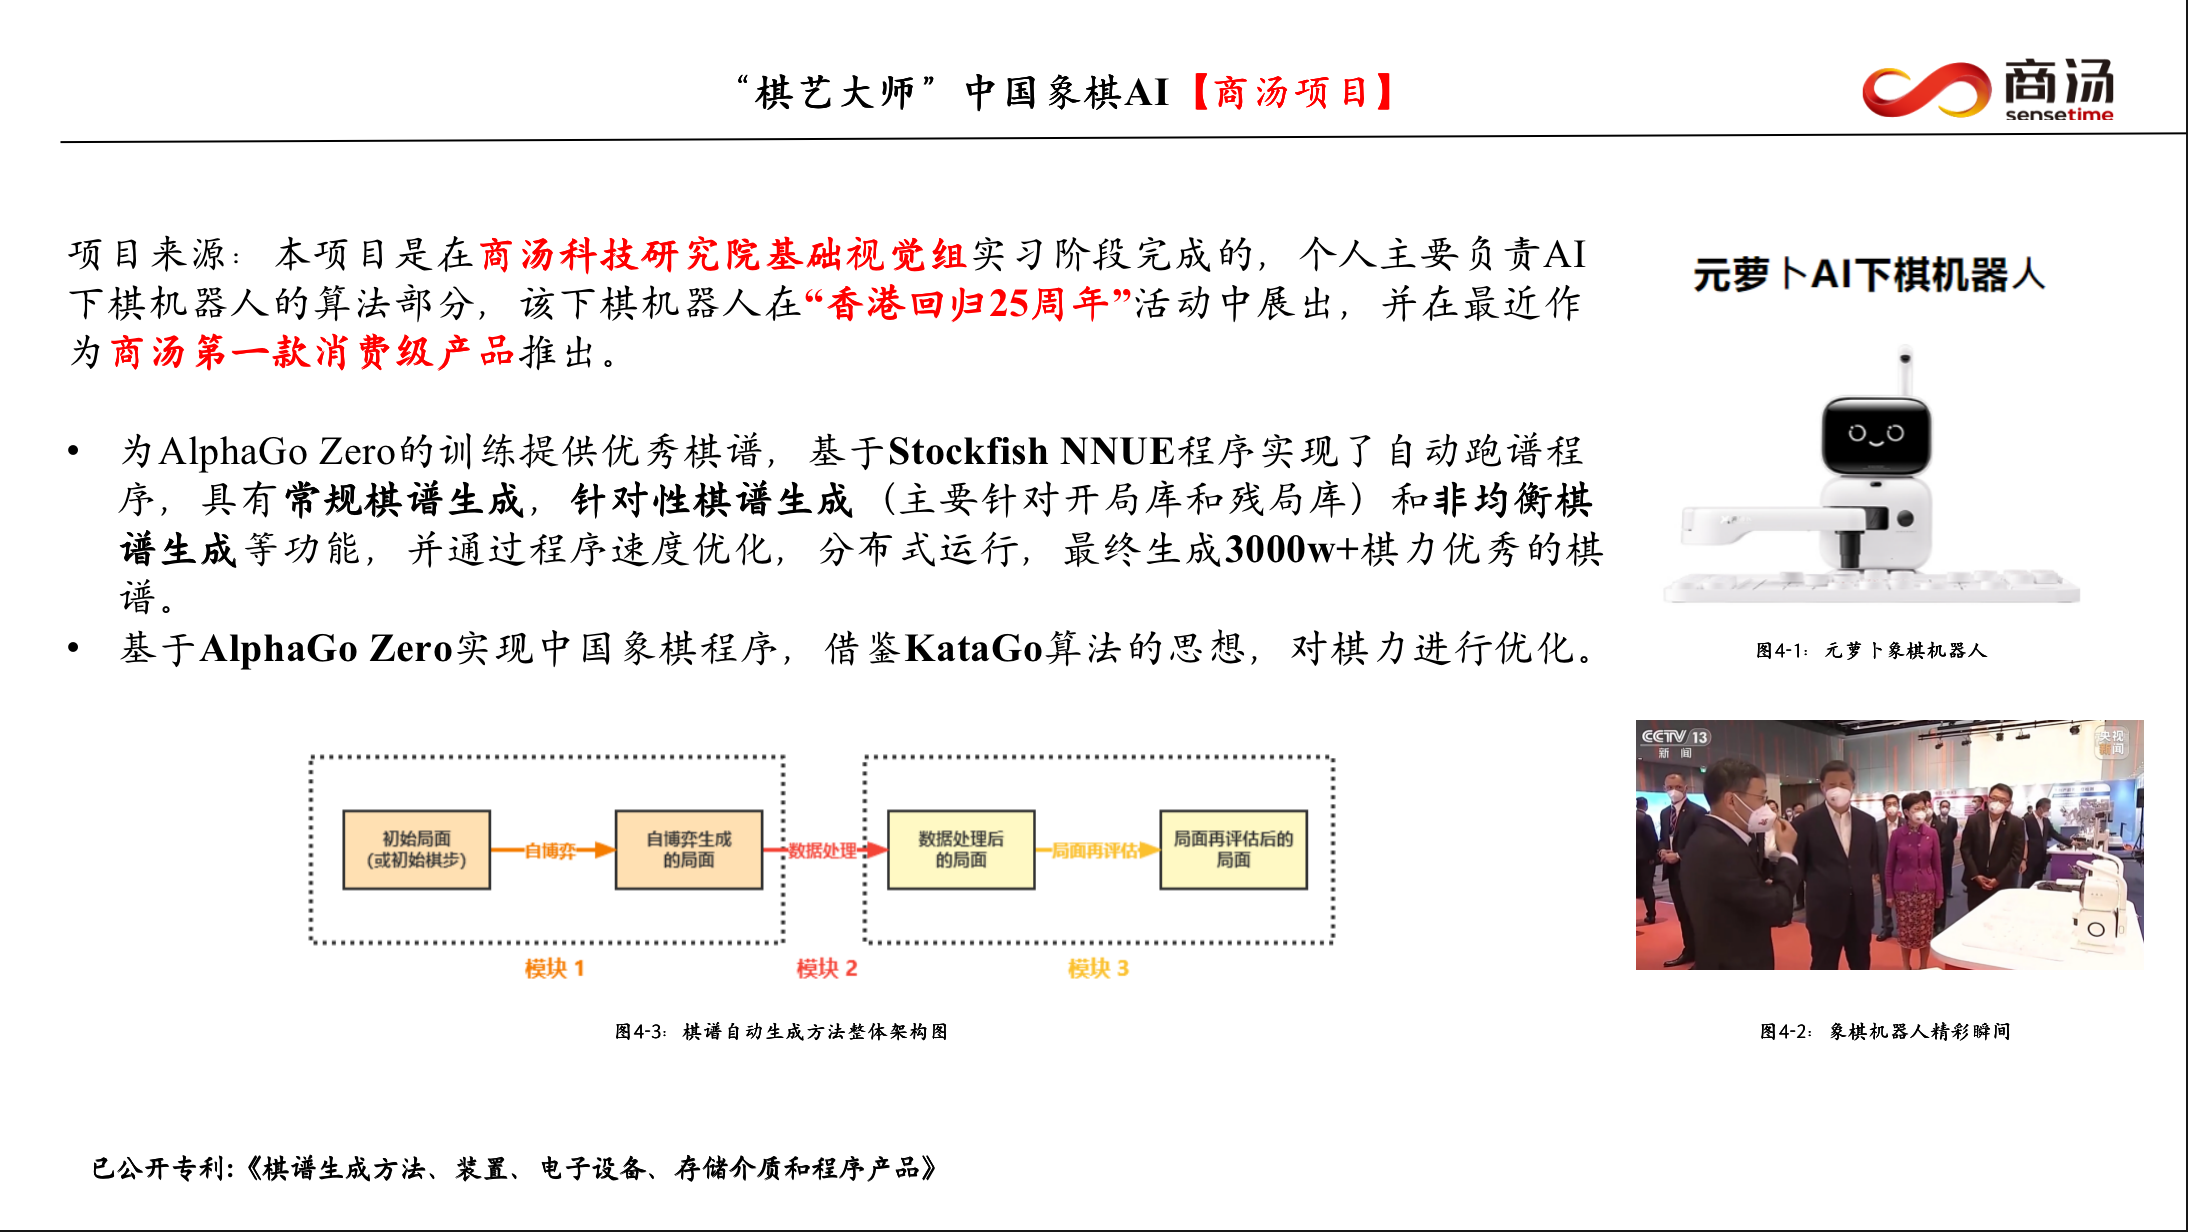 “棋艺大师”中国象棋AI【商汤项目】
商汤
sensetime
项目来源：本项目是在商汤科技研究院基础视觉组实习阶段完成的，个人主要负责AI
下棋机器人的算法部分，该下棋机器人在“香港回归25周年”活动中展出，并在最近作
为商汤第一款消费级产品推出。
• 为AlphaGo Zero的训练提供优秀棋谱，基于Stockfish NNUE程序实现了自动跑谱程
序，具有常规棋谱生成，针对性棋谱生成（主要针对开局库和残局库）和非均衡棋
谱生成等功能，并通过程序速度优化，分布式运行，最终生成3000w+棋力优秀的棋
谱。
• 基于AlphaGo Zero实现中国象棋程序，借鉴KataGo算法的思想，对棋力进行优化。
元萝卜AI下棋机器人
图4-1：元萝卜象棋机器人
CCTV 13
新闻
央视
新闻
图4-2：象棋机器人精彩瞬间
初始局面
(或初始棋步)
自博弈
自博弈生成
的局面
数据处理
数据处理后
的局面
局面再评估
局面再评估后的
局面
模块 1
模块 2
模块 3
图4-3：棋谱自动生成方法整体架构图
已公开专利:《棋谱生成方法、装置、电子设备、存储介质和程序产品》